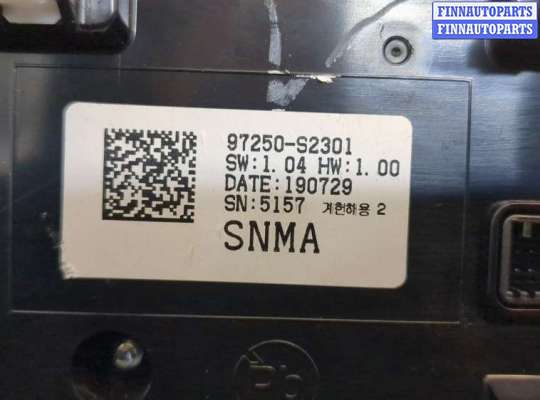 FINNAUTOPARTS
FINNAUTOPARTS
97250-S2301
SW:1.04 HW:1.00
DATE:190729
SN:5157 계헌해용 2
SNMA